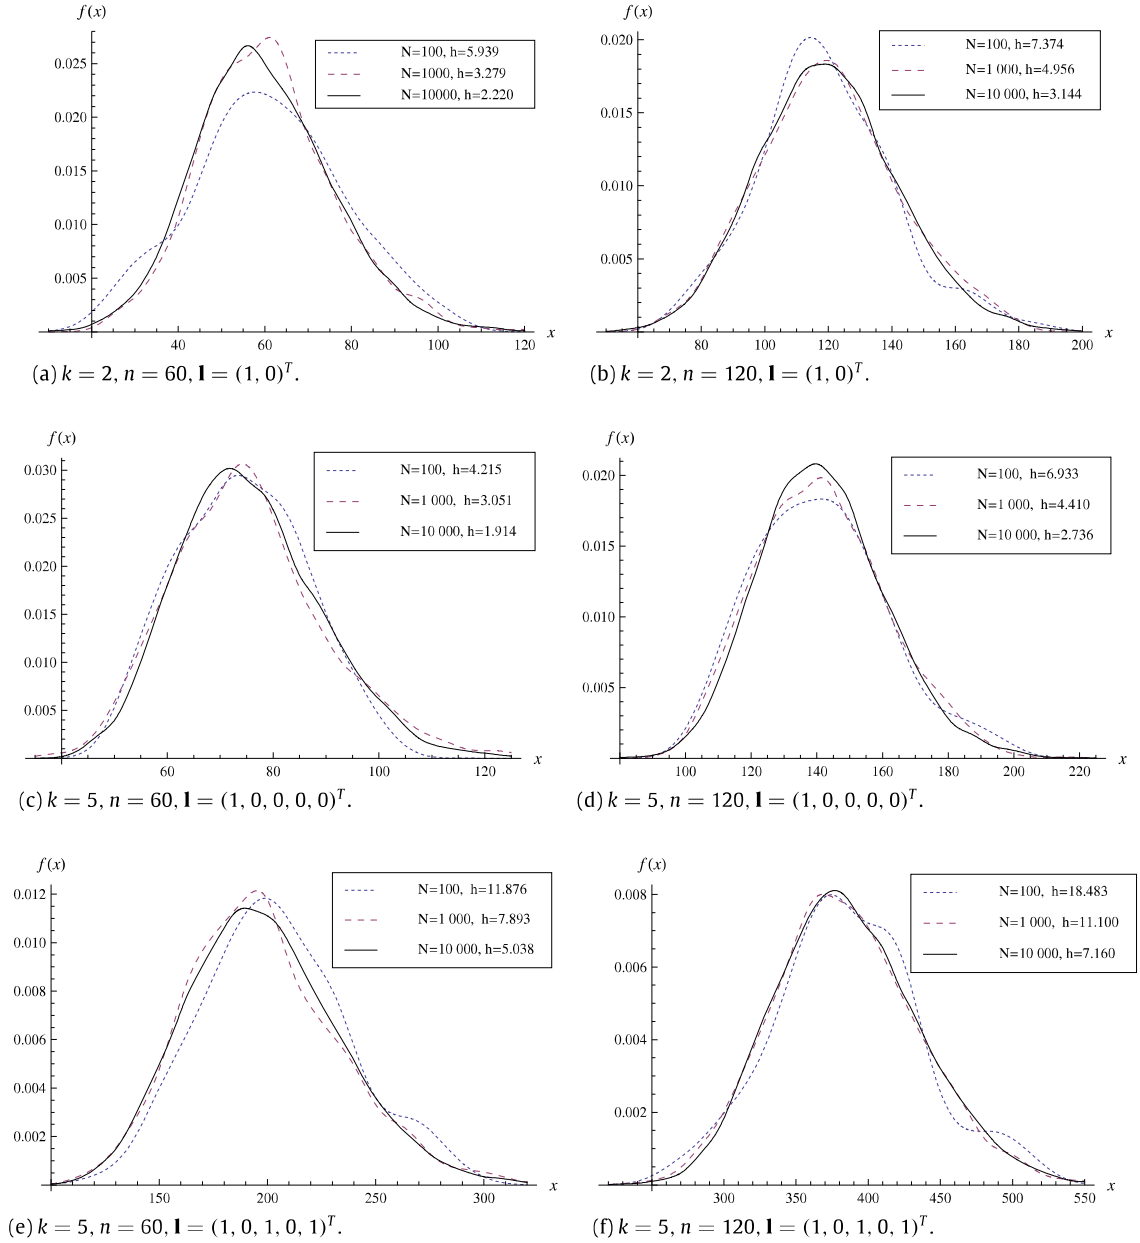 f(x)
0.025
0.020
0.015
0.010
0.005
40 60 80 100 120 x
N=100, h=5.939
N=1000, h=3.279
N=10000, h=2.220
(a) k = 2, n = 60, l = (1, 0)^T.
f(x)
0.020
0.015
0.010
0.005
80 100 120 140 160 180 200 x
N=100, h=7.374
N=1 000, h=4.956
N=10 000, h=3.144
(b) k = 2, n = 120, l = (1, 0)^T.
f(x)
0.030
0.025
0.020
0.015
0.010
0.005
60 80 100 120 x
N=100, h=4.215
N=1 000, h=3.051
N=10 000, h=1.914
(c) k = 5, n = 60, l = (1, 0, 0, 0, 0)^T.
f(x)
0.020
0.015
0.010
0.005
100 120 140 160 180 200 220 x
N=100, h=6.933
N=1 000, h=4.410
N=10 000, h=2.736
(d) k = 5, n = 120, l = (1, 0, 0, 0, 0)^T.
f(x)
0.012
0.010
0.008
0.006
0.004
0.002
150 200 250 300 x
N=100, h=11.876
N=1 000, h=7.893
N=10 000, h=5.038
(e) k = 5, n = 60, l = (1, 0, 1, 0, 1)^T.
f(x)
0.008
0.006
0.004
0.002
300 350 400 450 500 550 x
N=100, h=18.483
N=1 000, h=11.100
N=10 000, h=7.160
(f) k = 5, n = 120, l = (1, 0, 1, 0, 1)^T.